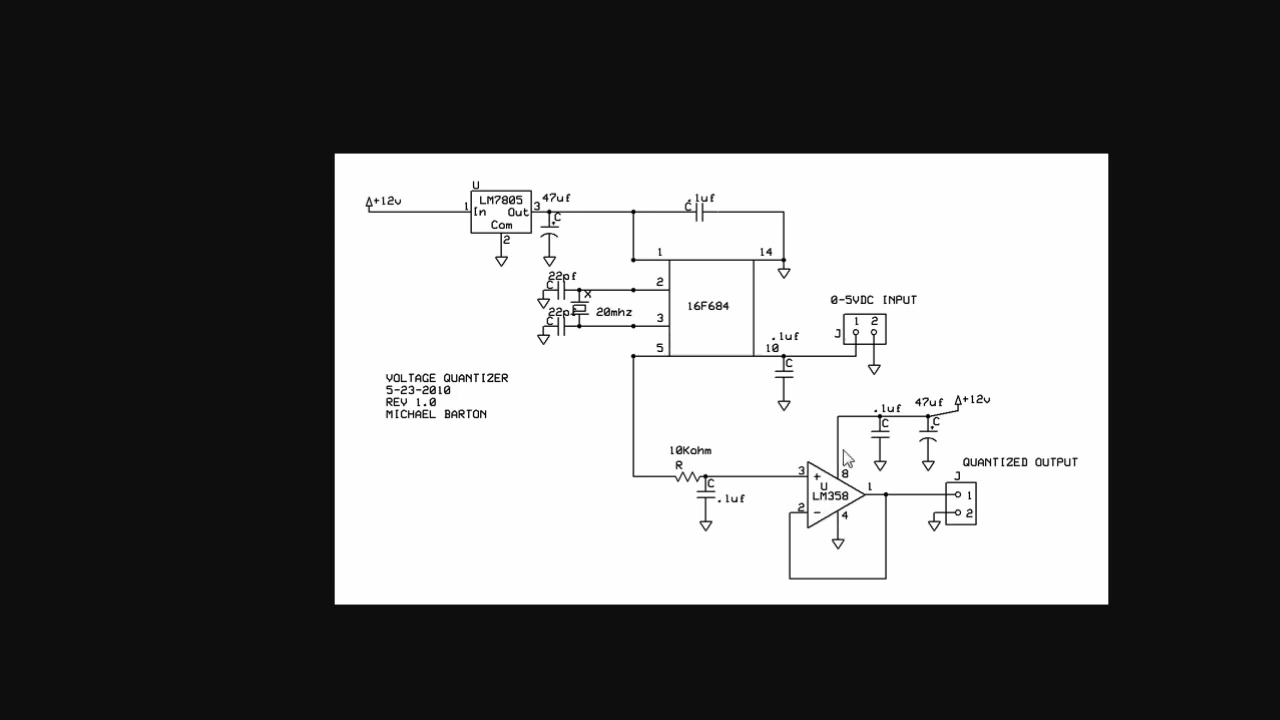 U
+12v
LM7805
1
In
Out
3
Com
2
47uf
C
C
.1uf
1
14
22pf
C
2
X
16F684
20mhz
22pf
C
3
5
10
.1uf
C
0-5VDC INPUT
1 2
J
VOLTAGE QUANTIZER
5-23-2010
REV 1.0
MICHAEL BARTON
.1uf
C
47uf
C
+12v
10Kohm
R
C
.1uf
3
+
U
LM358
8
1
2
-
4
QUANTIZED OUTPUT
J
1
2